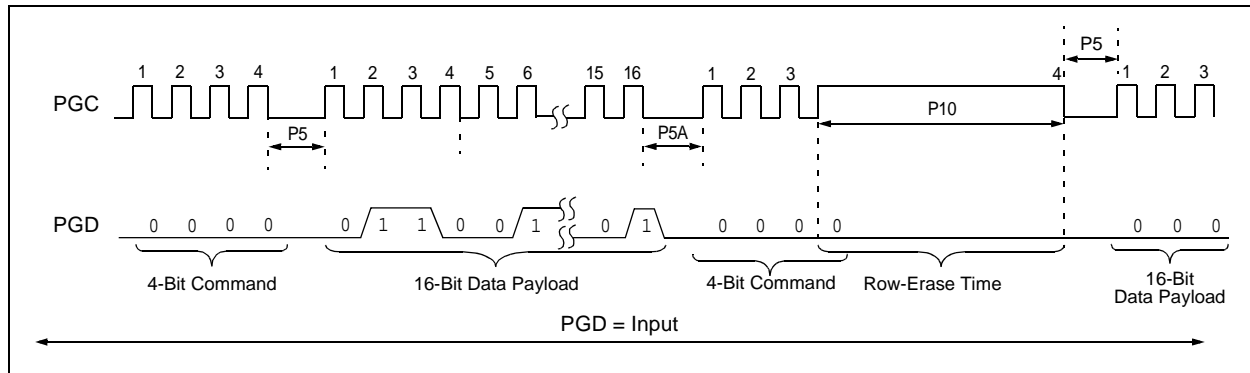 P5
1 2 3 4 1 2 3 4 5 6 15 16 1 2 3 4 1 2 3
PGC
P10
P5
P5A
PGD
0 0 0 0 0 1 1 0 0 1 0 1 0 0 0 0 0 0 0 0
4-Bit Command
16-Bit Data Payload
4-Bit Command
Row-Erase Time
16-Bit
Data Payload
PGD = Input